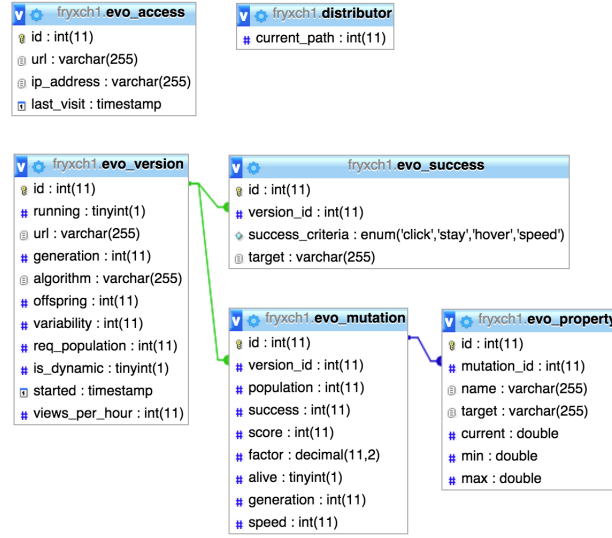 fryxch1.evo_access
id : int(11)
url : varchar(255)
ip_address : varchar(255)
last_visit : timestamp
fryxch1.distributor
current_path : int(11)
fryxch1.evo_version
id : int(11)
running : tinyint(1)
url : varchar(255)
generation : int(11)
algorithm : varchar(255)
offspring : int(11)
variability : int(11)
req_population : int(11)
is_dynamic : tinyint(1)
started : timestamp
views_per_hour : int(11)
fryxch1.evo_success
id : int(11)
version_id : int(11)
success_criteria : enum('click','stay','hover','speed')
target : varchar(255)
fryxch1.evo_mutation
id : int(11)
version_id : int(11)
population : int(11)
success : int(11)
score : int(11)
factor : decimal(11,2)
alive : tinyint(1)
generation : int(11)
speed : int(11)
fryxch1.evo_property
id : int(11)
mutation_id : int(11)
name : varchar(255)
target : varchar(255)
current : double
min : double
max : double